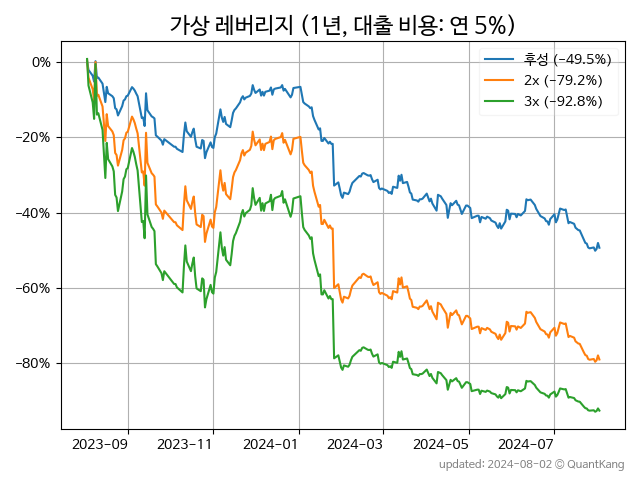 가상 레버리지 (1년, 대출 비용: 연 5%)
후성 (−49.5%)
2x (−79.2%)
3x (−92.8%)
0%
−20%
−40%
−60%
−80%
2023-09 2023-11 2024-01 2024-03 2024-05 2024-07
updated: 2024-08-02 © QuantKang